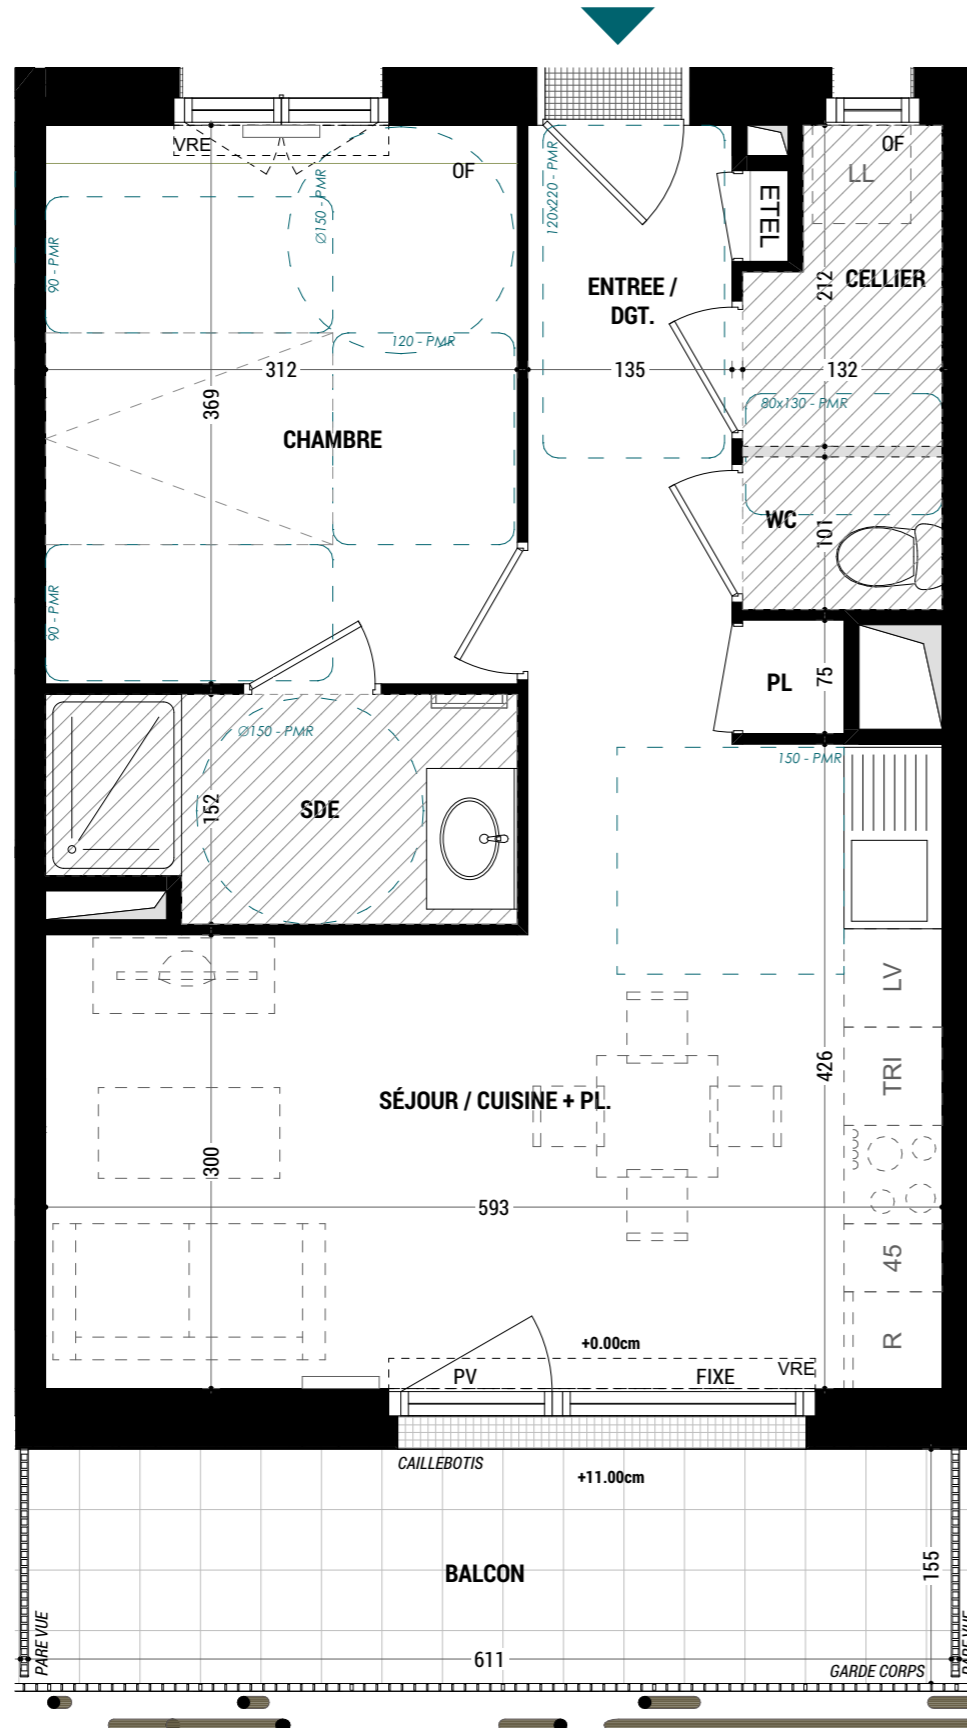 VRE
OF
OF
LL
Ø150 - PMR
120x220 - PMR
ETEL
90 - PMR
ENTREE /
DGT.
212
CELLIER
120 - PMR
312
135
132
369
80x130 - PMR
CHAMBRE
WC
101
90 - PMR
PL
75
Ø150 - PMR
150 - PMR
152
SDE
LV
426
TRI
SÉJOUR / CUISINE + PL.
300
593
45
+0.00cm
R
PV
FIXE
VRE
CAILLEBOTIS
+11.00cm
BALCON
155
PARE VUE
611
GARDE CORPS
PARE VUE